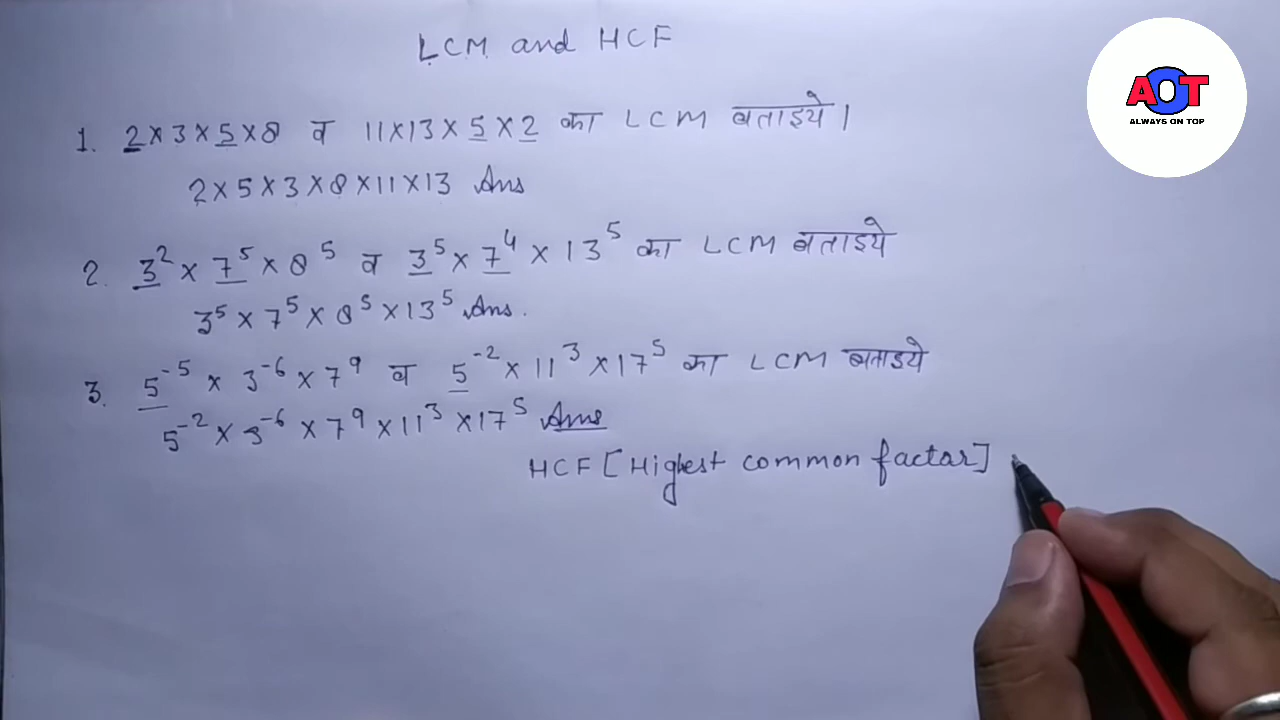 LCM and HCF
AOT
ALWAYS ON TOP
1. 2×3×5×8 व 11×13×5×2 का LCM बताइये।
2×5×3×8×11×13 Ans
2. 3² × 7⁵ × 8⁵ व 3⁵ × 7⁴ × 13⁵ का LCM बताइये
3⁵ × 7⁵ × 8⁵ × 13⁵ Ans.
3. 5⁻⁵ × 3⁻⁶ × 7⁹ व 5⁻² × 11³ × 17⁵ का LCM बताइये
5⁻² × 3⁻⁶ × 7⁹ × 11³ × 17⁵ Ans
HCF [Highest common factar]